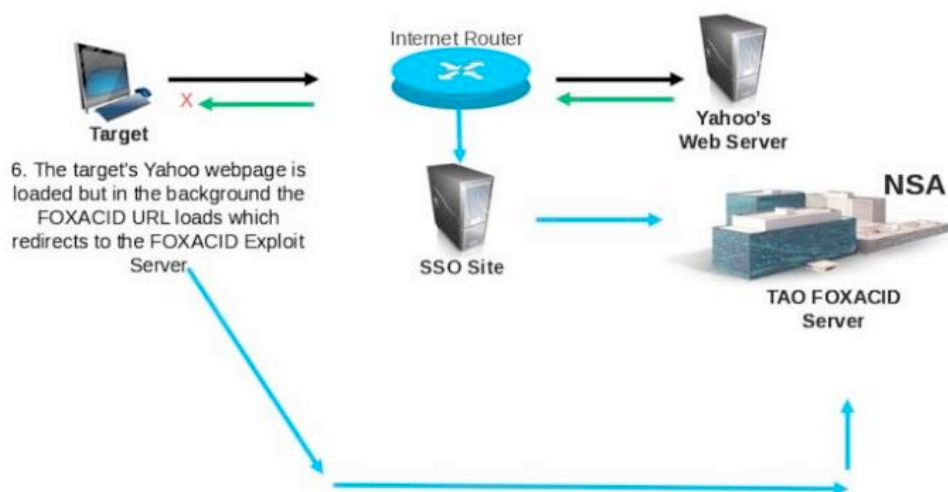 Internet Router
X
Target
Yahoo's
Web Server
6. The target's Yahoo webpage is
loaded but in the background the
FOXACID URL loads which
redirects to the FOXACID Exploit
Server
SSO Site
NSA
TAO FOXACID
Server